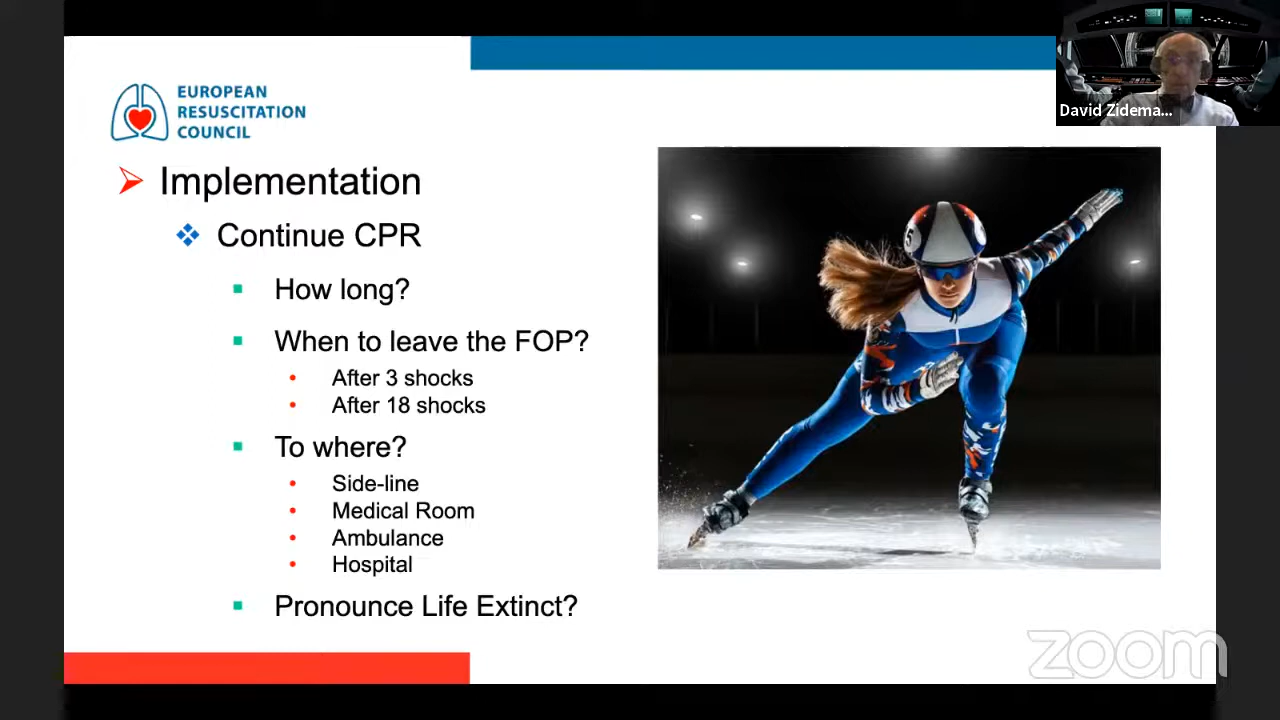 EUROPEAN
RESUSCITATION
COUNCIL
David Zidema...
Implementation
Continue CPR
How long?
When to leave the FOP?
After 3 shocks
After 18 shocks
To where?
Side-line
Medical Room
Ambulance
Hospital
Pronounce Life Extinct?
5
zoom